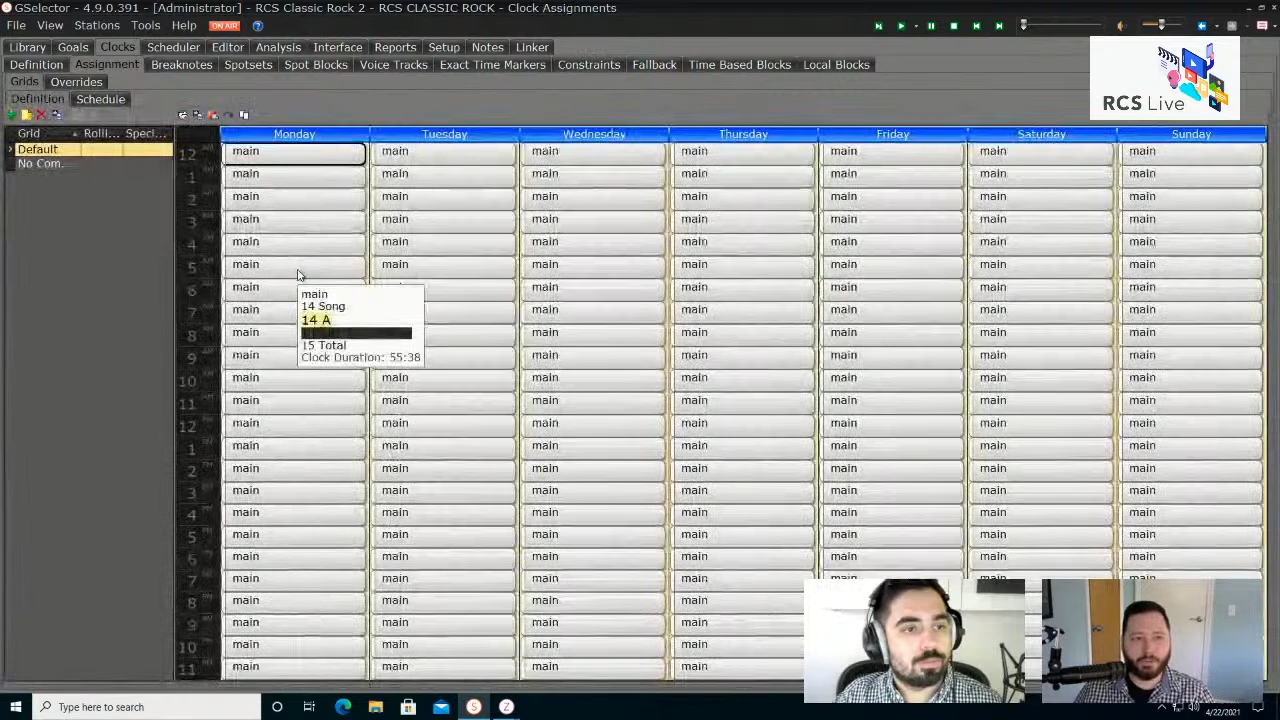 GSelector - 4.9.0.391 - [Administrator] - RCS Classic Rock 2 - RCS CLASSIC ROCK - Clock Assignments
File View Stations Tools Help ON AIR
Library Goals Clocks Scheduler Editor Analysis Interface Reports Setup Notes Linker
Definition Assignment Breaknotes Spotsets Spot Blocks Voice Tracks Exact Time Markers Constraints Fallback Time Based Blocks Local Blocks
Grids Overrides
Definition Schedule
RCS Live
Grid Rolli... Speci...
Default
No Com...
Monday Tuesday Wednesday Thursday Friday Saturday Sunday
12 main main main main main main main
1 main main main main main main main
2 main main main main main main main
3 main main main main main main main
4 main main main main main main main
5 main main main main main main main
6 main main main main main main
7 main main main main main main
8 main main main main main main
9 main main main main main main
10 main main main main main main main
11 main main main main main main main
12 main main main main main main main
1 main main main main main main main
2 main main main main main main main
3 main main main main main main main
4 main main main main main main main
5 main main main main main main main
6 main main main main main main main
7 main main main main main main main
8 main main main main
9 main main main main
10 main main main main
11 main main main main
main
14 Song
14 A
15 Total
Clock Duration: 55:38
Type here to search
4/22/2021